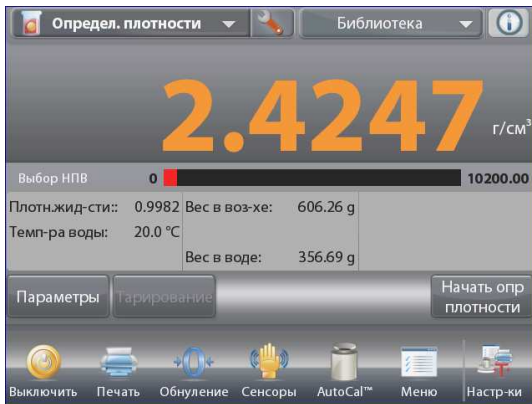 Определ. плотности
Библиотека
2.4247 г/см³
Выбор НПВ 0 10200.00
Плотн.жид-сти:: 0.9982 Вес в воз-хе: 606.26 g
Темп-ра воды: 20.0 °C
Вес в воде: 356.69 g
Параметры
Тарирование
Начать опр
плотности
Выключить Печать Обнуление Сенсоры AutoCal™ Меню Настр-ки